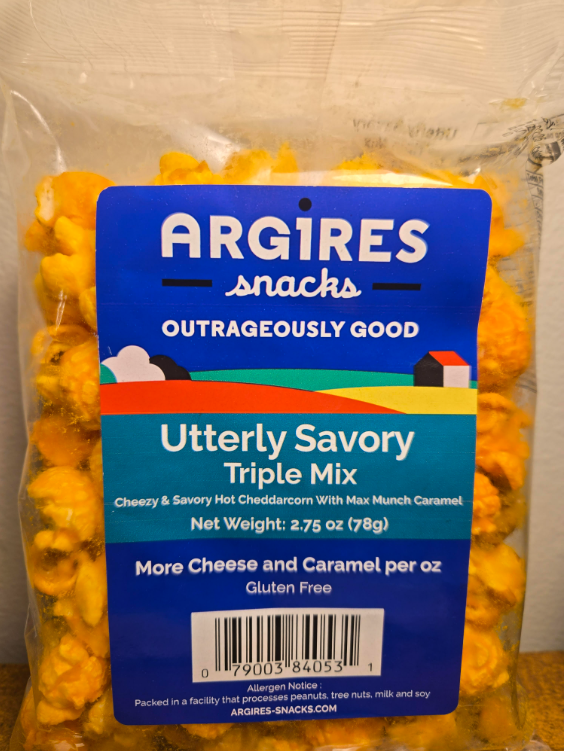 ARGIRES
snacks
OUTRAGEOUSLY GOOD
Utterly Savory
Triple Mix
Cheezy & Savory Hot Cheddarcorn With Max Munch Caramel
Net Weight: 2.75 oz (78g)
More Cheese and Caramel per oz
Gluten Free
0 79003 84053 1
Allergen Notice :
Packed in a facility that processes peanuts, tree nuts, milk and soy
ARGIRES-SNACKS.COM